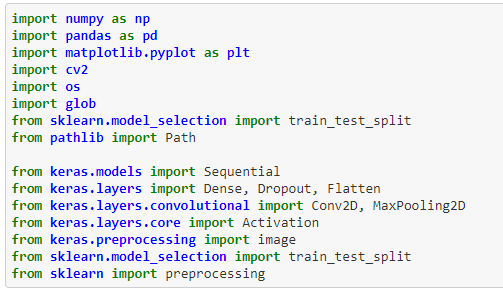 import numpy as np
import pandas as pd
import matplotlib.pyplot as plt
import cv2
import os
import glob
from sklearn.model_selection import train_test_split
from pathlib import Path
from keras.models import Sequential
from keras.layers import Dense, Dropout, Flatten
from keras.layers.convolutional import Conv2D, MaxPooling2D
from keras.layers.core import Activation
from keras.preprocessing import image
from sklearn.model_selection import train_test_split
from sklearn import preprocessing